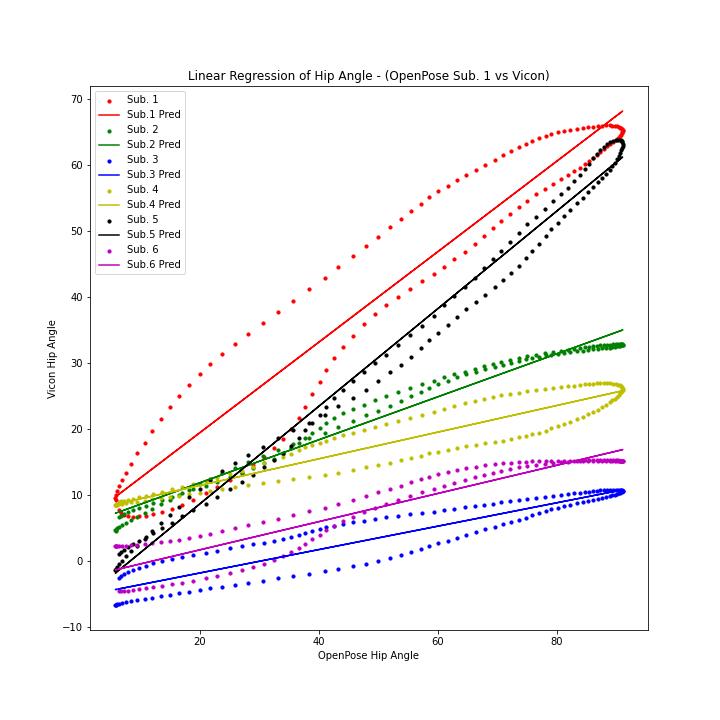 Linear Regression of Hip Angle - (OpenPose Sub. 1 vs Vicon)
Sub. 1
Sub.1 Pred
Sub. 2
Sub.2 Pred
Sub. 3
Sub.3 Pred
Sub. 4
Sub.4 Pred
Sub. 5
Sub.5 Pred
Sub. 6
Sub.6 Pred
Vicon Hip Angle
70
60
50
40
30
20
10
0
−10
20 40 60 80
OpenPose Hip Angle